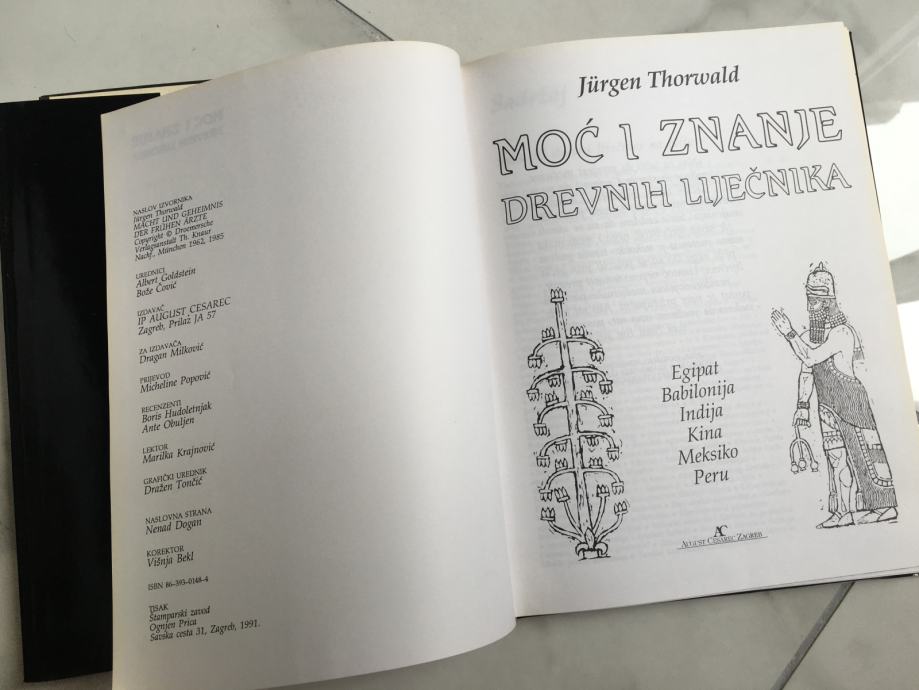 NASLOV IZVORNIKA
Jürgen Thorwald
MACHT UND GEHEIMNIS
DER FRÜHEN ÄRZTE
Copyright © Droemersche
Verlagsanstalt Th. Knaur
Nachf., München 1962, 1985
UREDNICI
Albert Goldstein
Bože Čović
IZDAVAČ
IP AUGUST CESAREC
Zagreb, Prilaz JA 57
ZA IZDAVAČA
Dragan Milković
PRIJEVOD
Micheline Popović
RECENZENTI
Boris Hudoletnjak
Ante Obuljen
LEKTOR
Marilka Krajnović
GRAFIČKI UREDNIK
Dražen Tončić
NASLOVNA STRANA
Nenad Dogan
KOREKTOR
Višnja Bekl
ISBN 86-393-0148-4
TISAK
Štamparski zavod
Ognjen Prica
Savska cesta 31, Zagreb, 1991.
Jürgen Thorwald
MOĆ I ZNANJE
DREVNIH LIJEČNIKA
Egipat
Babilonija
Indija
Kina
Meksiko
Peru
AC
AUGUST CESAREC ZAGREB